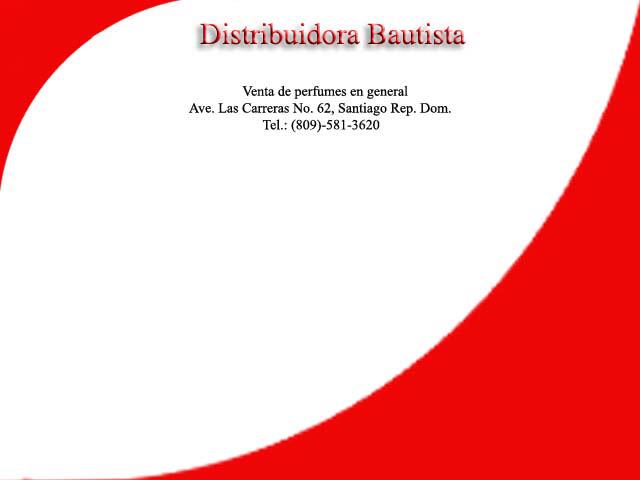 Distribuidora Bautista
Venta de perfumes en general
Ave. Las Carreras No. 62, Santiago Rep. Dom.
Tel.: (809)-581-3620